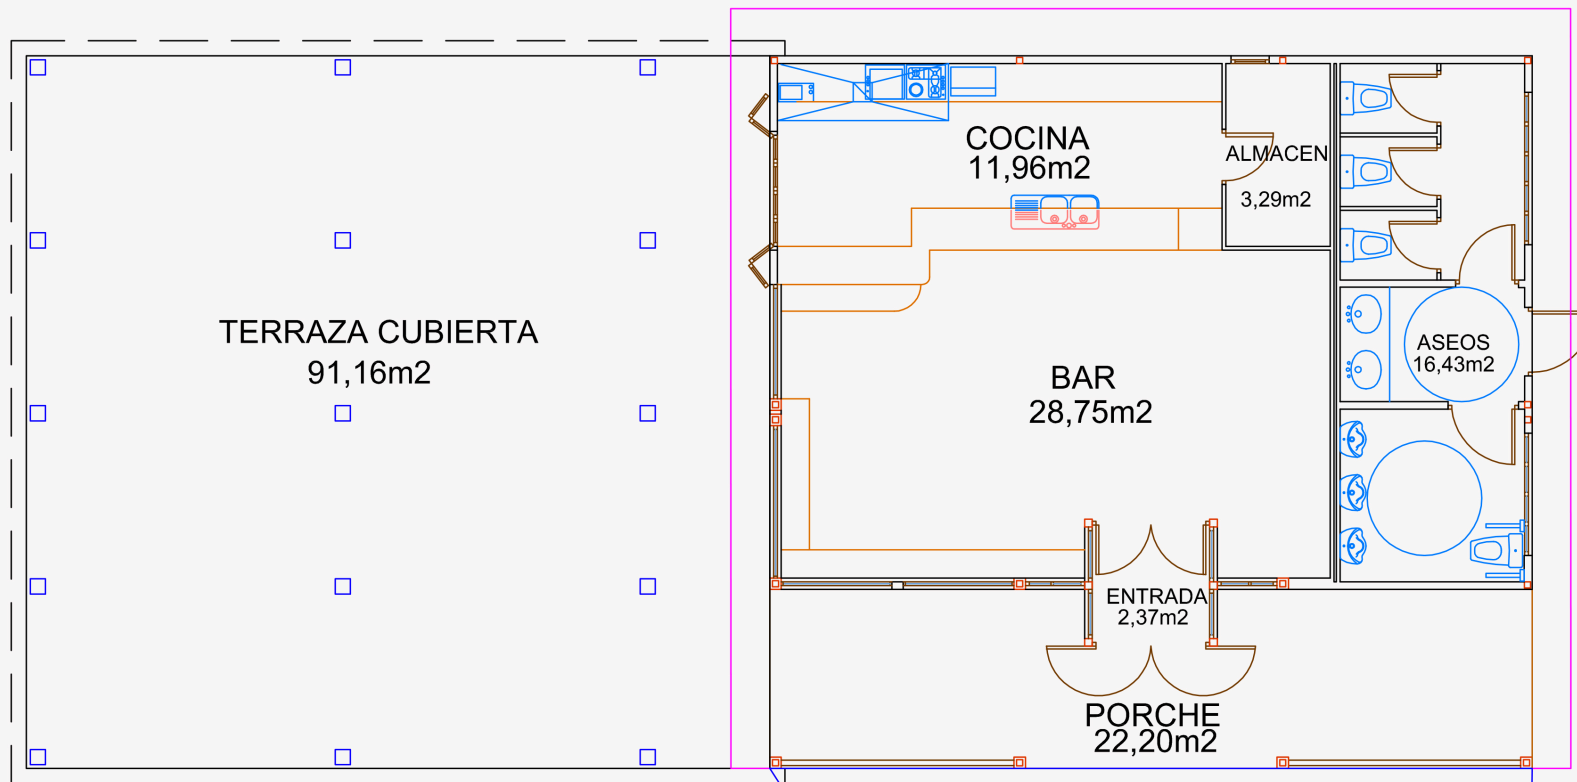 TERRAZA CUBIERTA
91,16m2
COCINA
11,96m2
ALMACEN
3,29m2
BAR
28,75m2
ASEOS
16,43m2
ENTRADA
2,37m2
PORCHE
22,20m2